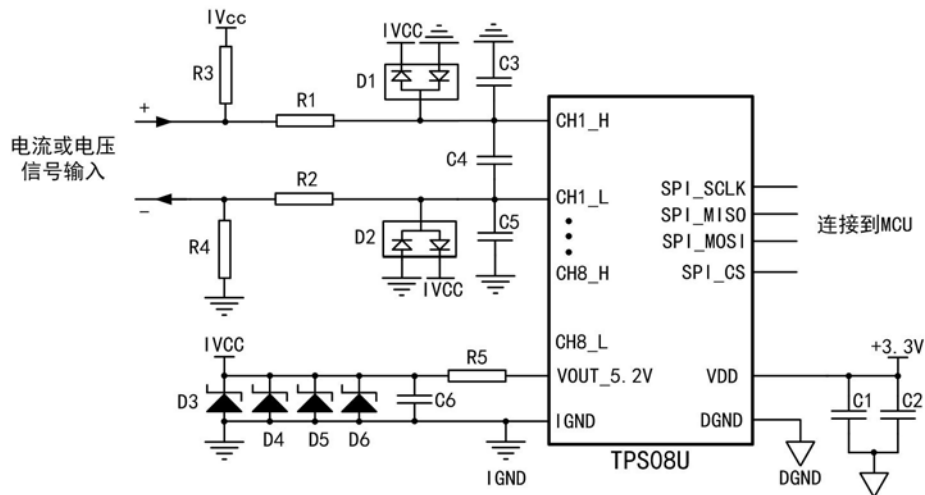 IVcc
R3
IVCC
D1
C3
+
R1
CH1_H
电流或电压
信号输入
C4
−
R2
CH1_L
R4
D2
IVCC
C5
CH8_H
SPI_SCLK
SPI_MISO
SPI_MOSI
SPI_CS
连接到MCU
CH8_L
IVCC
R5
VOUT_5.2V
VDD
+3.3V
D3
D4
D5
D6
C6
IGND
IGND
DGND
C1
C2
DGND
TPS08U